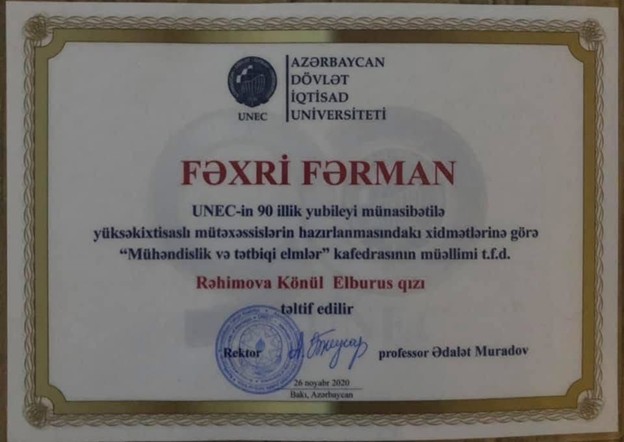 AZƏRBAYCAN
DÖVLƏT
İQTİSAD
UNİVERSİTETİ
UNEC
FƏXRİ FƏRMAN
UNEC-in 90 illik yubileyi münasibətilə
yüksəkixtisaslı mütəxəssislərin hazırlanmasındakı xidmətlərinə görə
“Mühəndislik və tətbiqi elmlər” kafedrasının müəllimi t.f.d.
Rəhimova Könül Elburus qızı
təltif edilir
Rektor professor Ədalət Muradov
26 noyabr 2020
Bakı, Azərbaycan